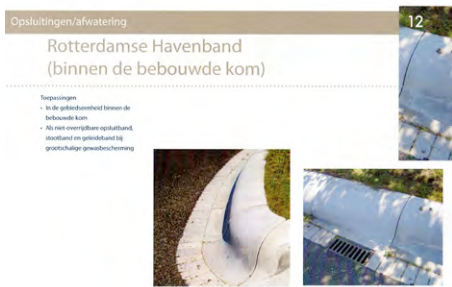 Opsluitingen/afwatering
12
Rotterdamse Havenband
(binnen de bebouwde kom)
Toepassingen
• In de gebiedseenheid binnen de
bebouwde kom
• Als niet-overrijdbare opsluitband,
stootband en geleideband bij
grootschalige gewasbescherming